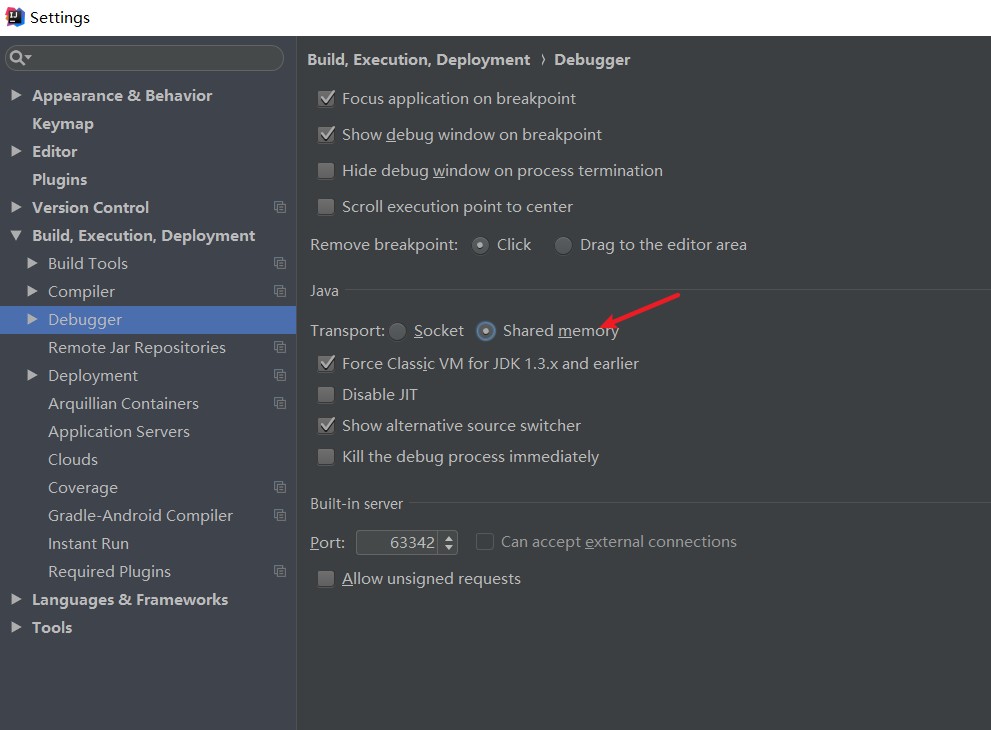 Settings
Appearance & Behavior
Keymap
Editor
Plugins
Version Control
Build, Execution, Deployment
Build Tools
Compiler
Debugger
Remote Jar Repositories
Deployment
Arquillian Containers
Application Servers
Clouds
Coverage
Gradle-Android Compiler
Instant Run
Required Plugins
Languages & Frameworks
Tools
Build, Execution, Deployment › Debugger
Focus application on breakpoint
Show debug window on breakpoint
Hide debug window on process termination
Scroll execution point to center
Remove breakpoint: Click Drag to the editor area
Java
Transport: Socket Shared memory
Force Classic VM for JDK 1.3.x and earlier
Disable JIT
Show alternative source switcher
Kill the debug process immediately
Built-in server
Port: 63342 Can accept external connections
Allow unsigned requests